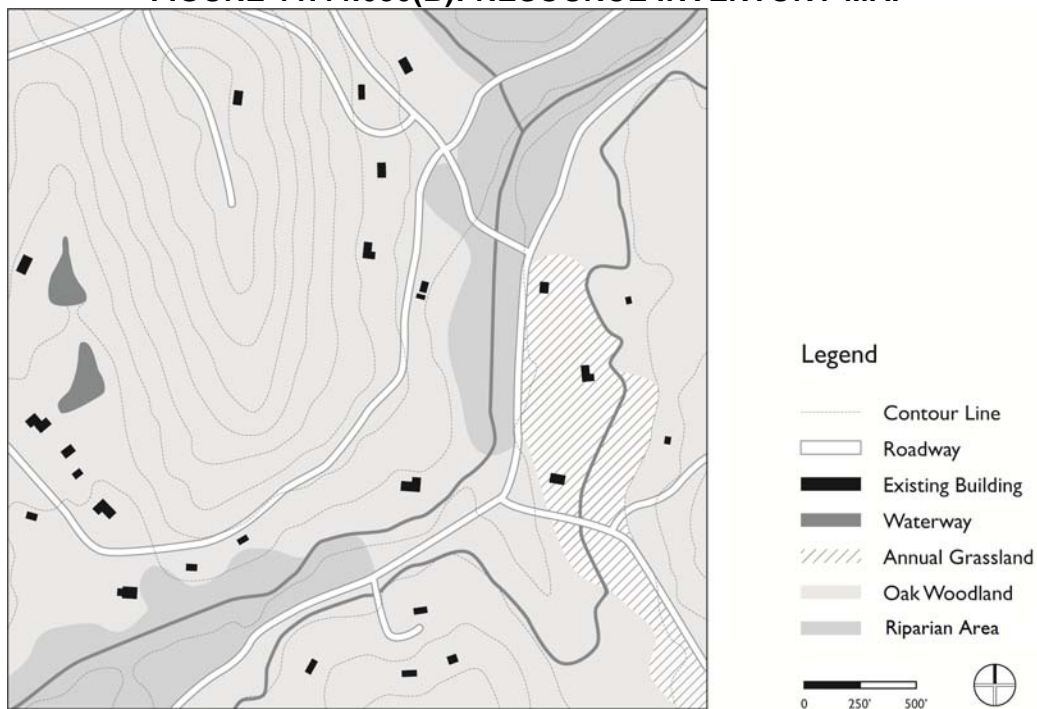 Legend
Contour Line
Roadway
Existing Building
Waterway
Annual Grassland
Oak Woodland
Riparian Area
0 250' 500'